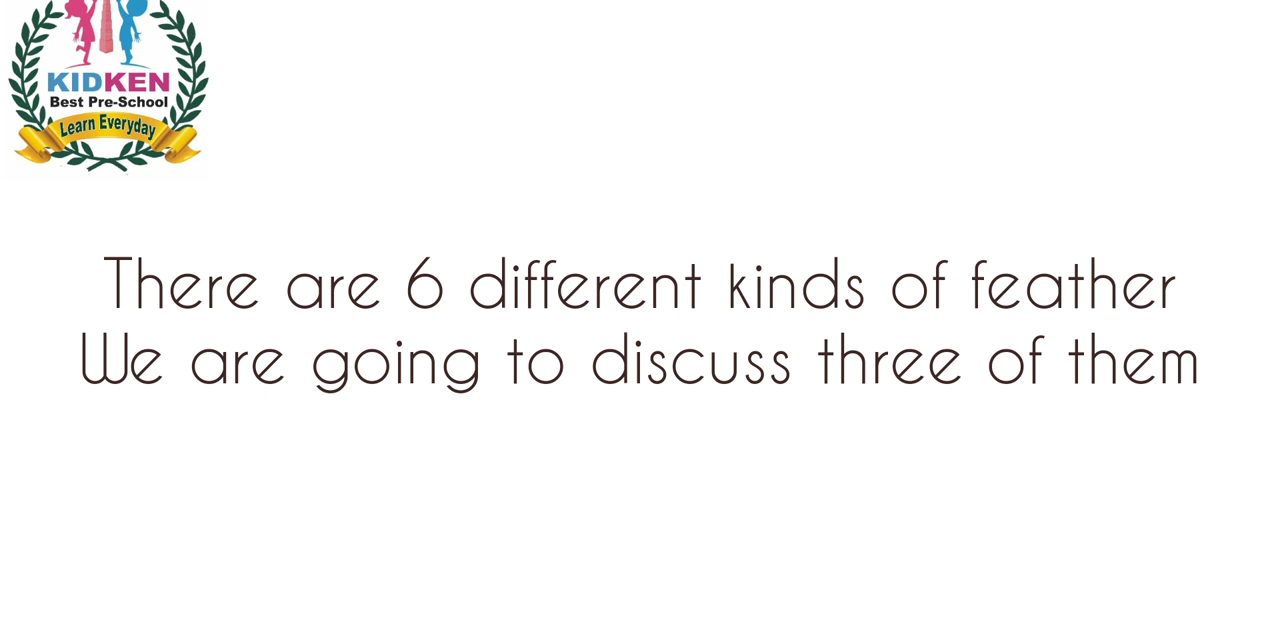 KIDKEN
Best Pre-School
Learn Everyday
There are 6 different kinds of feather
We are going to discuss three of them